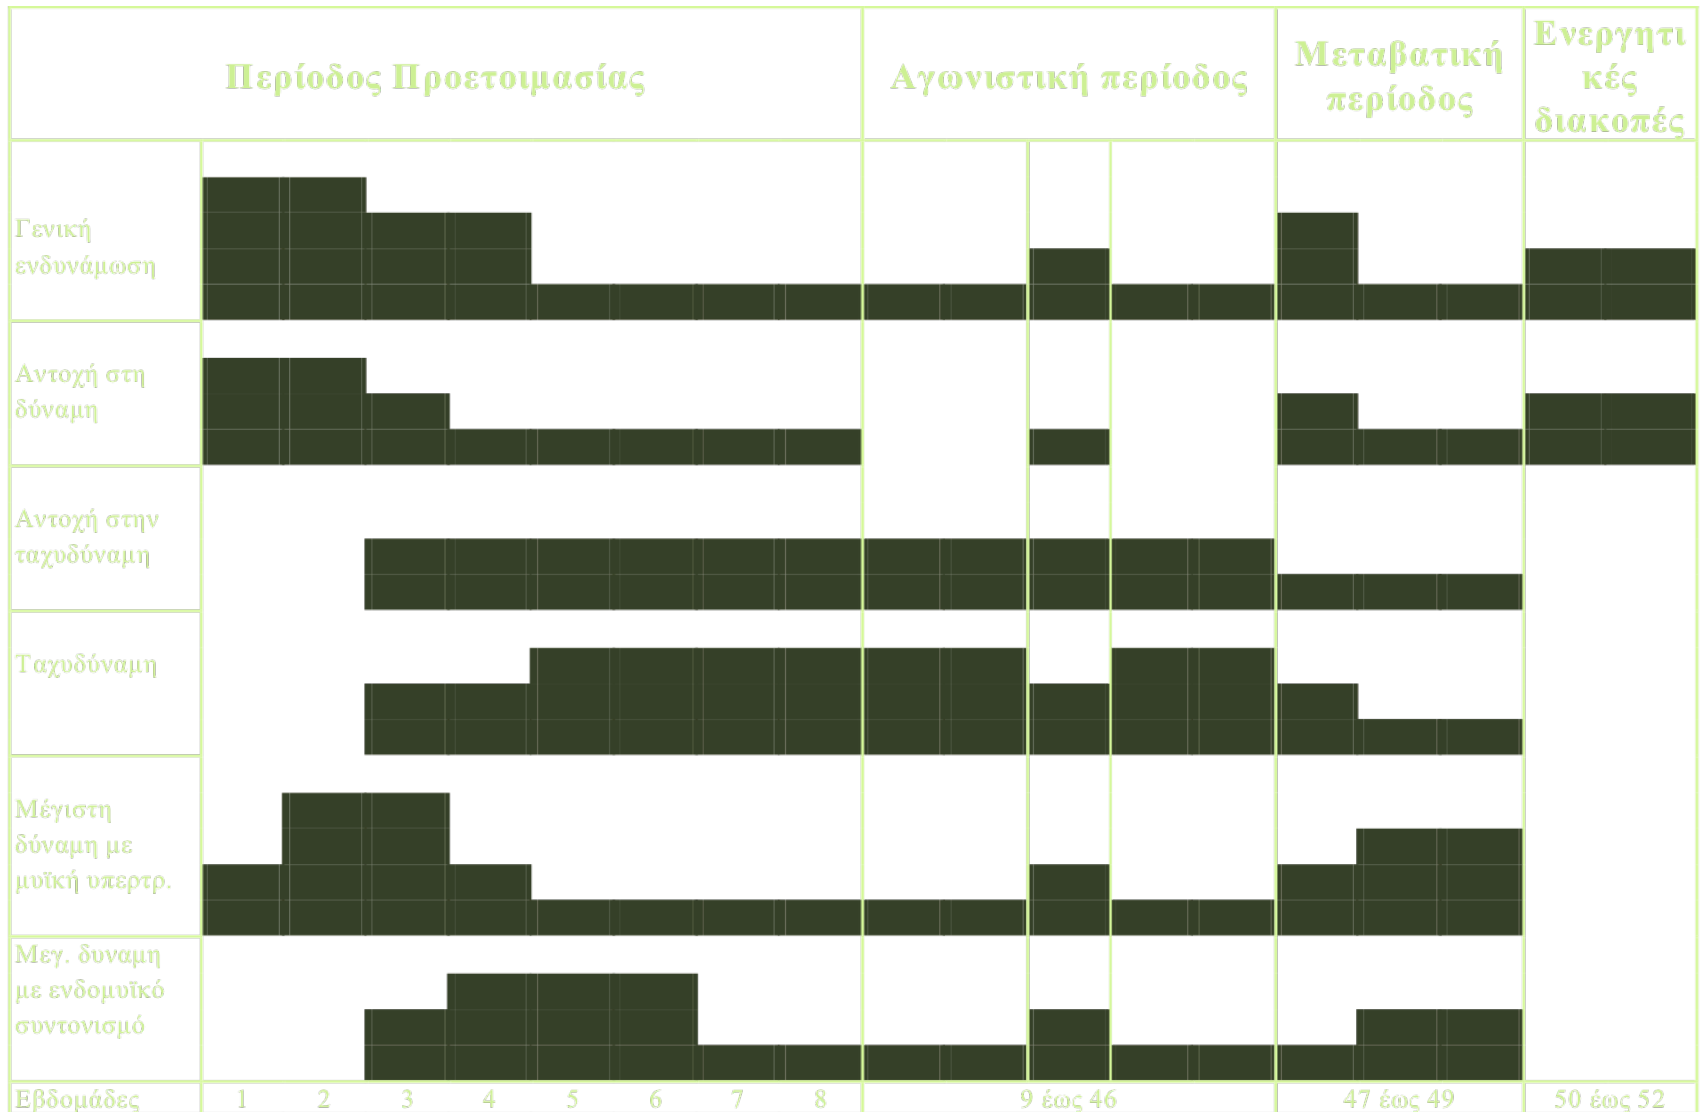 Περίοδος Προετοιμασίας
Αγωνιστική περίοδος
Μεταβατική
περίοδος
Ενεργητι
κές
διακοπές
Γενική
ενδυνάμωση
Αντοχή στη
δύναμη
Αντοχή στην
ταχυδύναμη
Ταχυδύναμη
Μέγιστη
δύναμη με
μυϊκή υπερτρ.
Μεγ. δυναμη
με ενδομυϊκό
συντονισμό
Εβδομάδες 1 2 3 4 5 6 7 8 9 έως 46 47 έως 49 50 έως 52